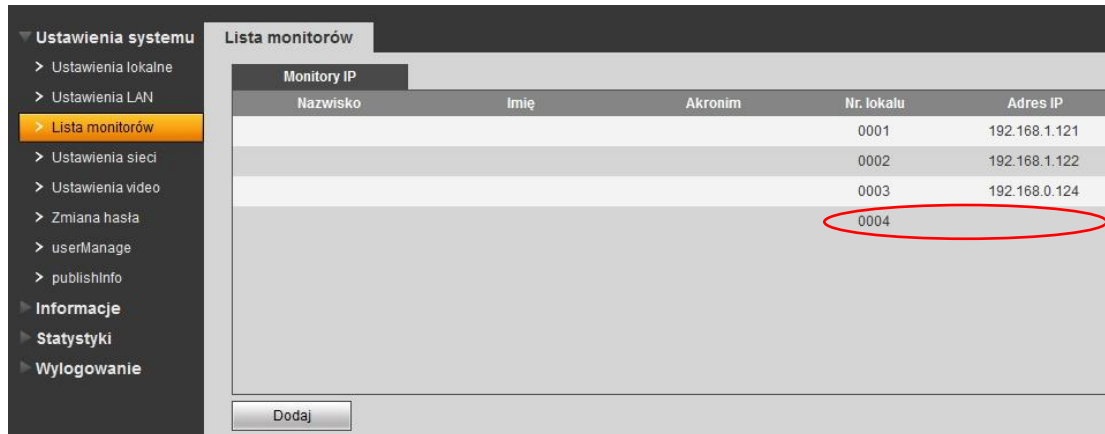 Ustawienia systemu
> Ustawienia lokalne
> Ustawienia LAN
> Lista monitorów
> Ustawienia sieci
> Ustawienia video
> Zmiana hasła
> userManage
> publishInfo
Informacje
Statystyki
Wylogowanie
Lista monitorów
Monitory IP
Nazwisko Imię Akronim Nr. lokalu Adres IP
0001 192.168.1.121
0002 192.168.1.122
0003 192.168.0.124
0004
Dodaj